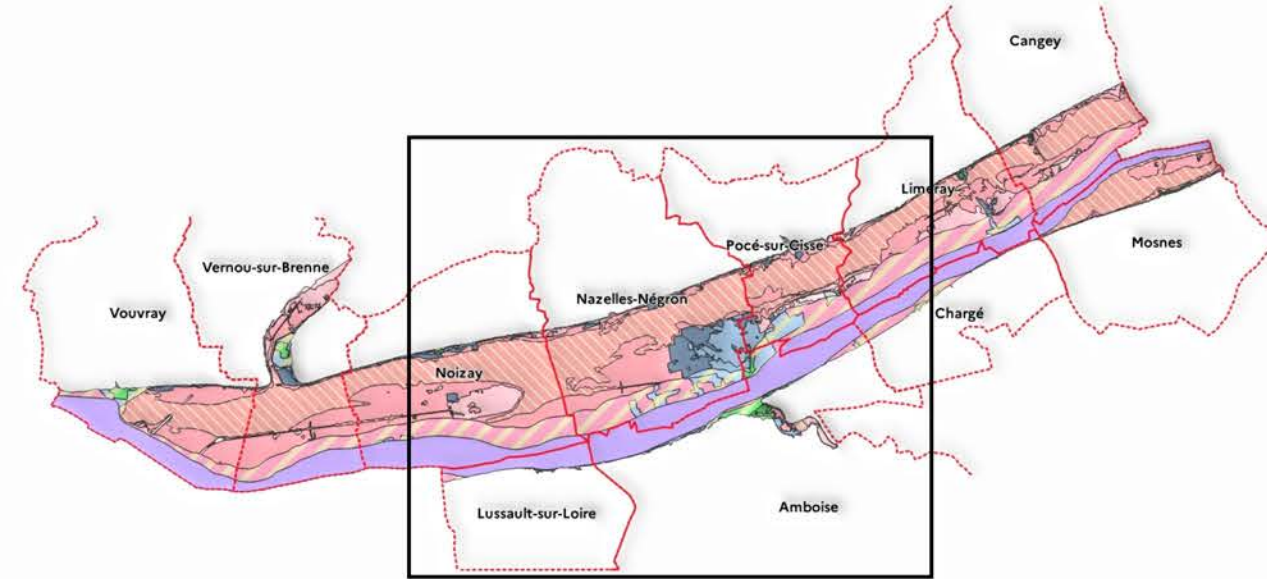 Cangey
Limeray
Pocé-sur-Cisse
Mosnes
Vernou-sur-Brenne
Nazelles-Négron
Vouvray
Chargé
Noizay
Lussault-sur-Loire
Amboise